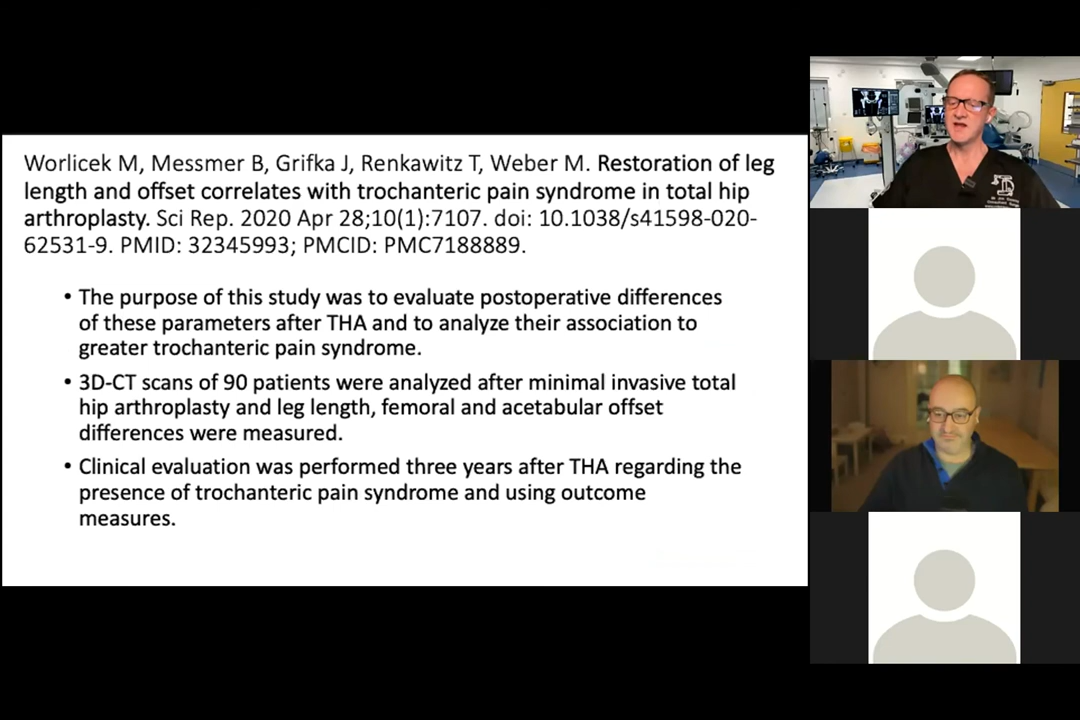 Worlicek M, Messmer B, Grifka J, Renkawitz T, Weber M. Restoration of leg
length and offset correlates with trochanteric pain syndrome in total hip
arthroplasty. Sci Rep. 2020 Apr 28;10(1):7107. doi: 10.1038/s41598-020-
62531-9. PMID: 32345993; PMCID: PMC7188889.
• The purpose of this study was to evaluate postoperative differences
of these parameters after THA and to analyze their association to
greater trochanteric pain syndrome.
• 3D-CT scans of 90 patients were analyzed after minimal invasive total
hip arthroplasty and leg length, femoral and acetabular offset
differences were measured.
• Clinical evaluation was performed three years after THA regarding the
presence of trochanteric pain syndrome and using outcome
measures.